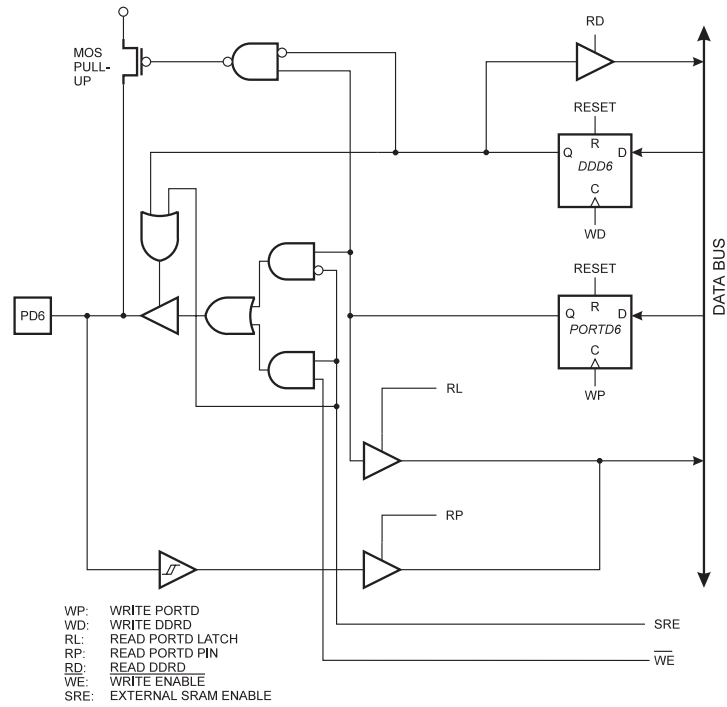 RD
MOS
PULL-
UP
RESET
R
Q
D
DDD6
C
WD
RESET
R
PD6
Q
D
PORTD6
C
WP
DATA BUS
RL
RP
WP: WRITE PORTD
WD: WRITE DDRD
RL: READ PORTD LATCH
RP: READ PORTD PIN
RD: READ DDRD
WE: WRITE ENABLE
SRE: EXTERNAL SRAM ENABLE
SRE
WE